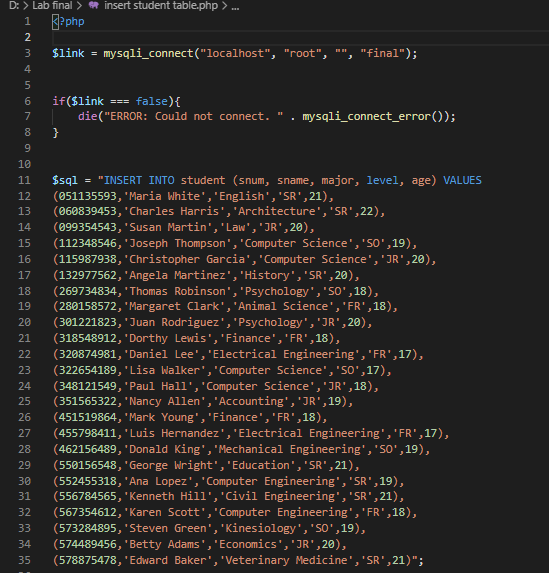 D: > Lab final > insert student table.php > ...
1 <?php
2
3 $link = mysqli_connect("localhost", "root", "", "final");
4
5
6 if($link === false){
7 die("ERROR: Could not connect. " . mysqli_connect_error());
8 }
9
10
11 $sql = "INSERT INTO student (snum, sname, major, level, age) VALUES
12 (051135593,'Maria White','English','SR',21),
13 (060839453,'Charles Harris','Architecture','SR',22),
14 (099354543,'Susan Martin','Law','JR',20),
15 (112348546,'Joseph Thompson','Computer Science','SO',19),
16 (115987938,'Christopher Garcia','Computer Science','JR',20),
17 (132977562,'Angela Martinez','History','SR',20),
18 (269734834,'Thomas Robinson','Psychology','SO',18),
19 (280158572,'Margaret Clark','Animal Science','FR',18),
20 (301221823,'Juan Rodriguez','Psychology','JR',20),
21 (318548912,'Dorthy Lewis','Finance','FR',18),
22 (320874981,'Daniel Lee','Electrical Engineering','FR',17),
23 (322654189,'Lisa Walker','Computer Science','SO',17),
24 (348121549,'Paul Hall','Computer Science','JR',18),
25 (351565322,'Nancy Allen','Accounting','JR',19),
26 (451519864,'Mark Young','Finance','FR',18),
27 (455798411,'Luis Hernandez','Electrical Engineering','FR',17),
28 (462156489,'Donald King','Mechanical Engineering','SO',19),
29 (550156548,'George Wright','Education','SR',21),
30 (552455318,'Ana Lopez','Computer Engineering','SR',19),
31 (556784565,'Kenneth Hill','Civil Engineering','SR',21),
32 (567354612,'Karen Scott','Computer Engineering','FR',18),
33 (573284895,'Steven Green','Kinesiology','SO',19),
34 (574489456,'Betty Adams','Economics','JR',20),
35 (578875478,'Edward Baker','Veterinary Medicine','SR',21)";